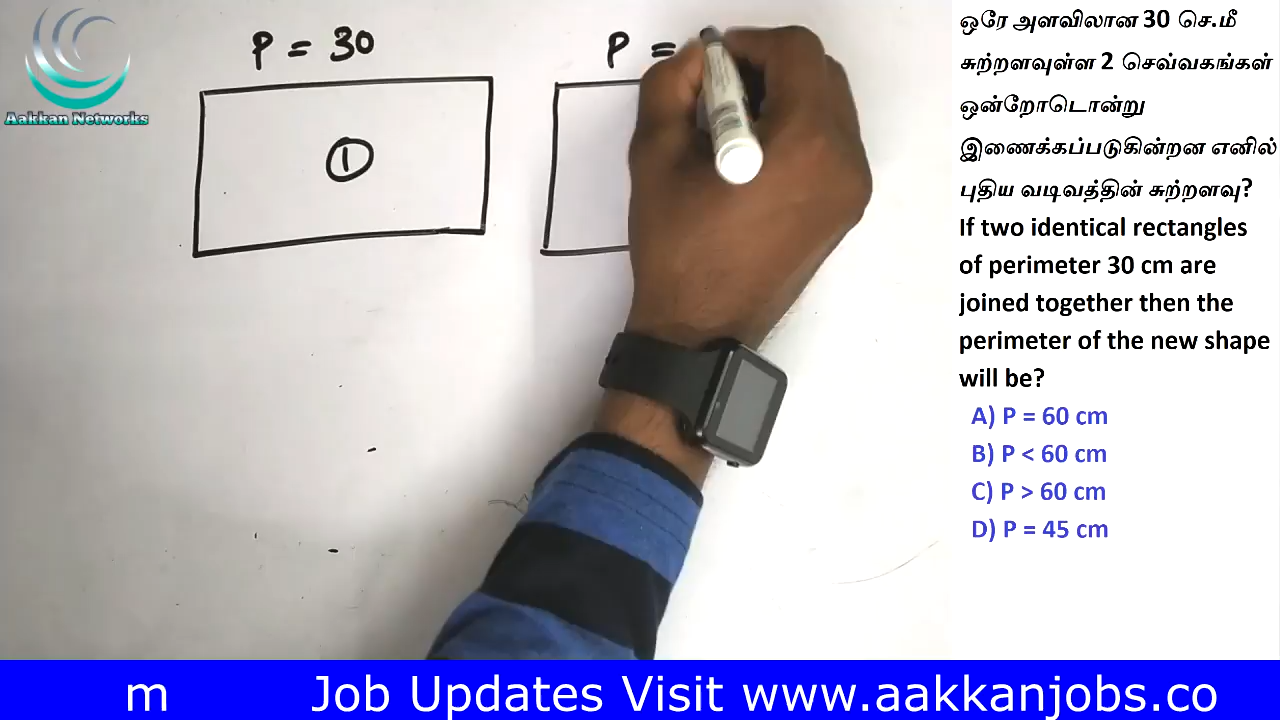 P = 30
P =
1
Aakkan Networks
ஒரே அளவிலான 30 செ.மீ
சுற்றளவுள்ள 2 செவ்வகங்கள்
ஒன்றோடொன்று
இணைக்கப்படுகின்றன எனில்
புதிய வடிவத்தின் சுற்றளவு?
If two identical rectangles
of perimeter 30 cm are
joined together then the
perimeter of the new shape
will be?
A) P = 60 cm
B) P < 60 cm
C) P > 60 cm
D) P = 45 cm
m Job Updates Visit www.aakkanjobs.co